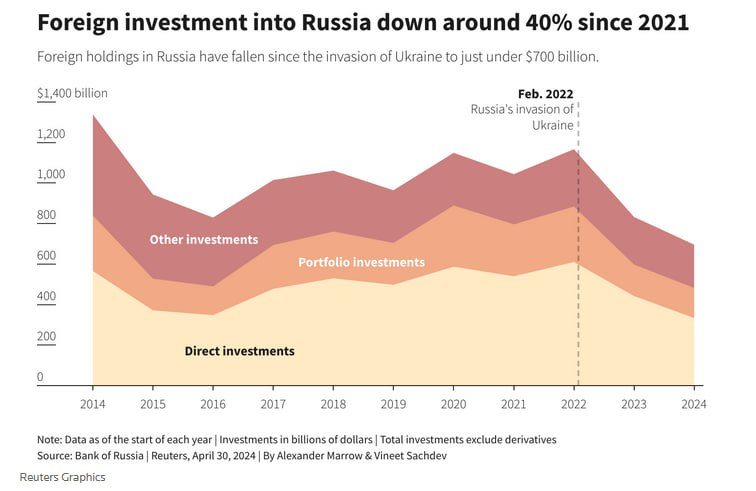 Foreign investment into Russia down around 40% since 2021
Foreign holdings in Russia have fallen since the invasion of Ukraine to just under $700 billion.
$1,400 billion
Feb. 2022
Russia's invasion of
Ukraine
1,200
1,000
800
Other investments
600
Portfolio investments
400
200
Direct investments
0
2014 2015 2016 2017 2018 2019 2020 2021 2022 2023 2024
Note: Data as of the start of each year | Investments in billions of dollars | Total investments exclude derivatives
Source: Bank of Russia | Reuters, April 30, 2024 | By Alexander Marrow & Vineet Sachdev
Reuters Graphics